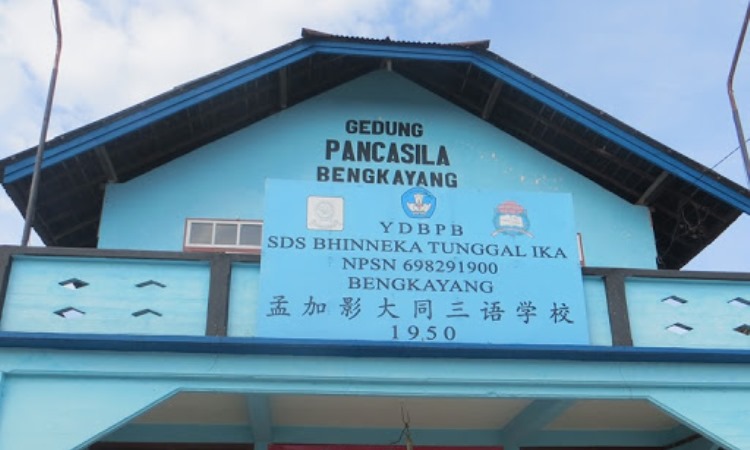 GEDUNG
PANCASILA
BENGKAYANG
YDBPB
SDS BHINNEKA TUNGGAL IKA
NPSN 698291900
BENGKAYANG
孟加影大同三语学校
1950